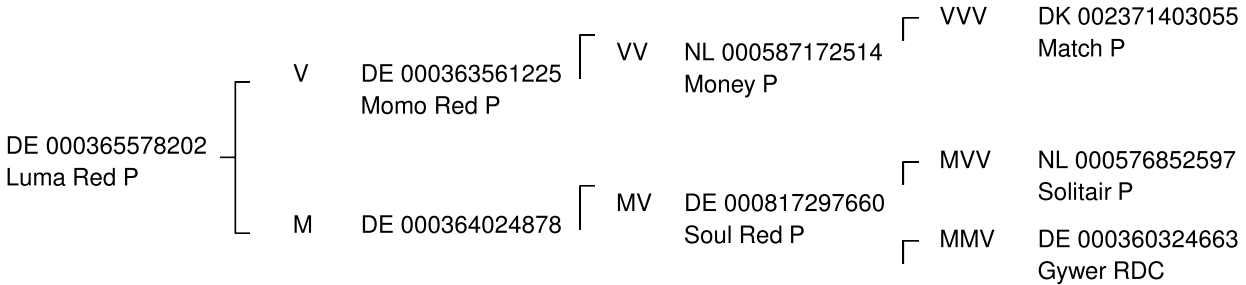 DE 000365578202
Luma Red P
V DE 000363561225
Momo Red P
M DE 000364024878
VV NL 000587172514
Money P
MV DE 000817297660
Soul Red P
VVV DK 002371403055
Match P
MVV NL 000576852597
Solitair P
MMV DE 000360324663
Gywer RDC